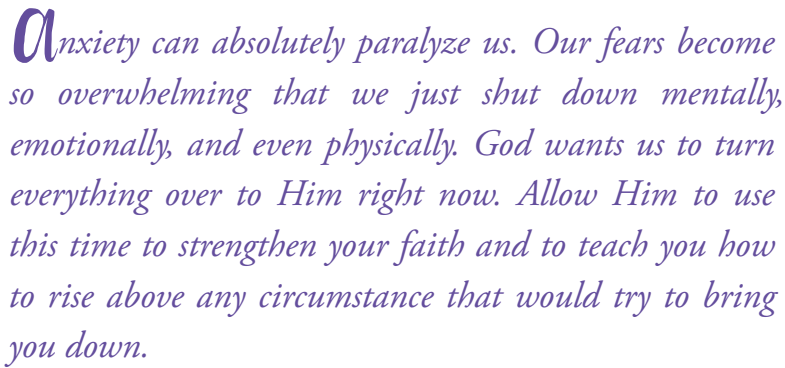 Anxiety can absolutely paralyze us. Our fears become
so overwhelming that we just shut down mentally,
emotionally, and even physically. God wants us to turn
everything over to Him right now. Allow Him to use
this time to strengthen your faith and to teach you how
to rise above any circumstance that would try to bring
you down.